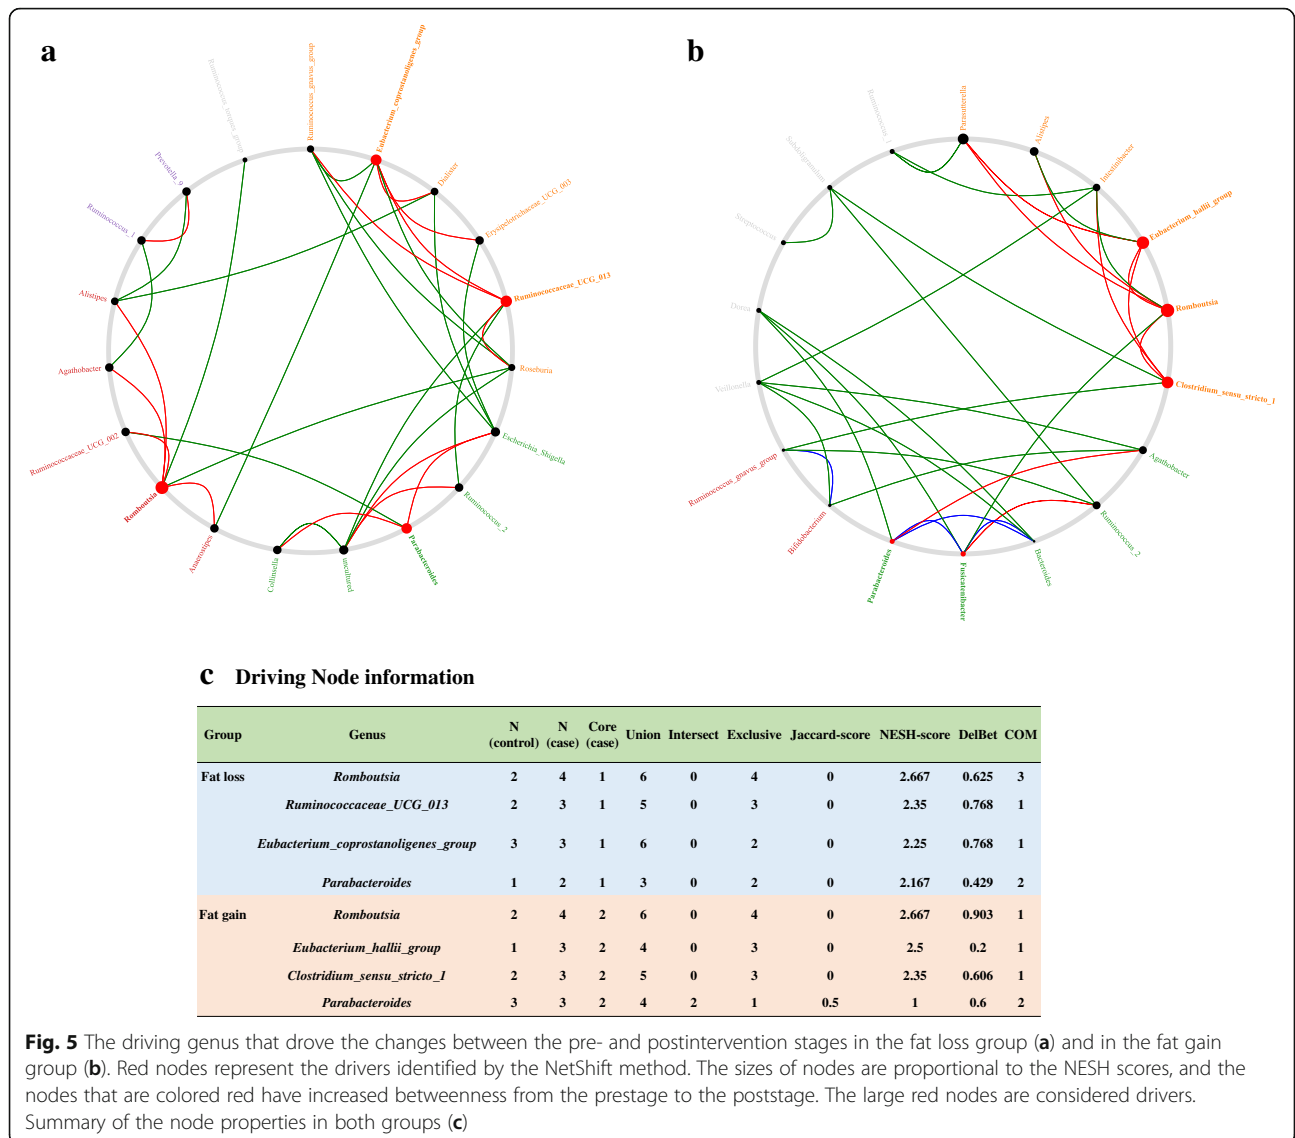 a
b
Ruminococcus_torques_group
Ruminococcus_gnavus_group
Eubacterium_coprostanoligenes_group
Dialister
Erysipelotrichaceae_UCG_003
Ruminococcaceae_UCG_013
Roseburia
Escherichia_Shigella
Ruminococcus_2
Parabacteroides
uncultured
Collinsella
Anaerostipes
Romboutsia
Ruminococcaceae_UCG_002
Agathobacter
Alistipes
Ruminococcus_1
Prevotella_9
Ruminococcus_1
Parasutterella
Alistipes
Intestinibacter
Eubacterium_hallii_group
Romboutsia
Clostridium_sensu_stricto_1
Agathobacter
Ruminococcus_2
Bacteroides
Fusicatenibacter
Parabacteroides
Bifidobacterium
Ruminococcus_gnavus_group
Veillonella
Dorea
Streptococcus
Subdoligranulum
c Driving Node information
Group Genus N (control) N (case) Core (case) Union Intersect Exclusive Jaccard-score NESH-score DelBet COM
Fat loss Romboutsia 2 4 1 6 0 4 0 2.667 0.625 3
Ruminococcaceae_UCG_013 2 3 1 5 0 3 0 2.35 0.768 1
Eubacterium_coprostanoligenes_group 3 3 1 6 0 2 0 2.25 0.768 1
Parabacteroides 1 2 1 3 0 2 0 2.167 0.429 2
Fat gain Romboutsia 2 4 2 6 0 4 0 2.667 0.903 1
Eubacterium_hallii_group 1 3 2 4 0 3 0 2.5 0.2 1
Clostridium_sensu_stricto_1 2 3 2 5 0 3 0 2.35 0.606 1
Parabacteroides 3 3 2 4 2 1 0.5 1 0.6 2
Fig. 5 The driving genus that drove the changes between the pre- and postintervention stages in the fat loss group (a) and in the fat gain
group (b). Red nodes represent the drivers identified by the NetShift method. The sizes of nodes are proportional to the NESH scores, and the
nodes that are colored red have increased betweenness from the prestage to the poststage. The large red nodes are considered drivers.
Summary of the node properties in both groups (c)